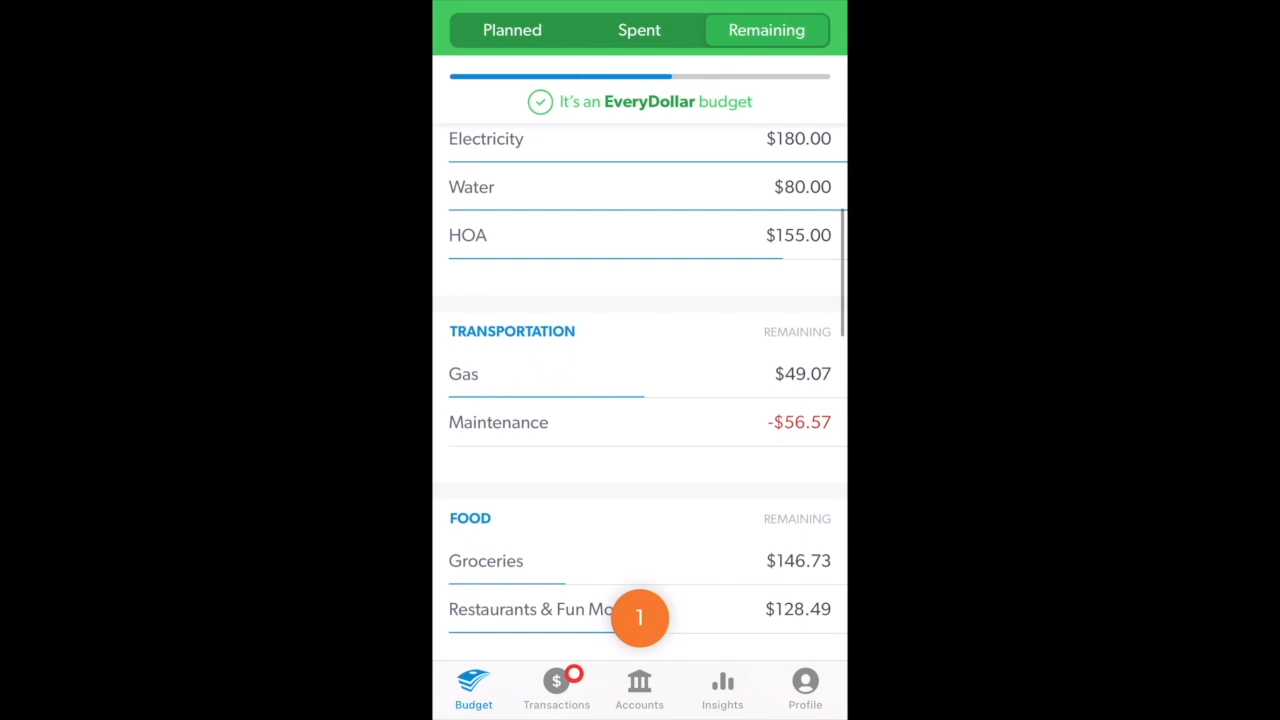 Planned Spent Remaining
It's an EveryDollar budget
Electricity $180.00
Water $80.00
HOA $155.00
TRANSPORTATION REMAINING
Gas $49.07
Maintenance -$56.57
FOOD REMAINING
Groceries $146.73
Restaurants & Fun Mo $128.49
1
$
Budget Transactions Accounts Insights Profile